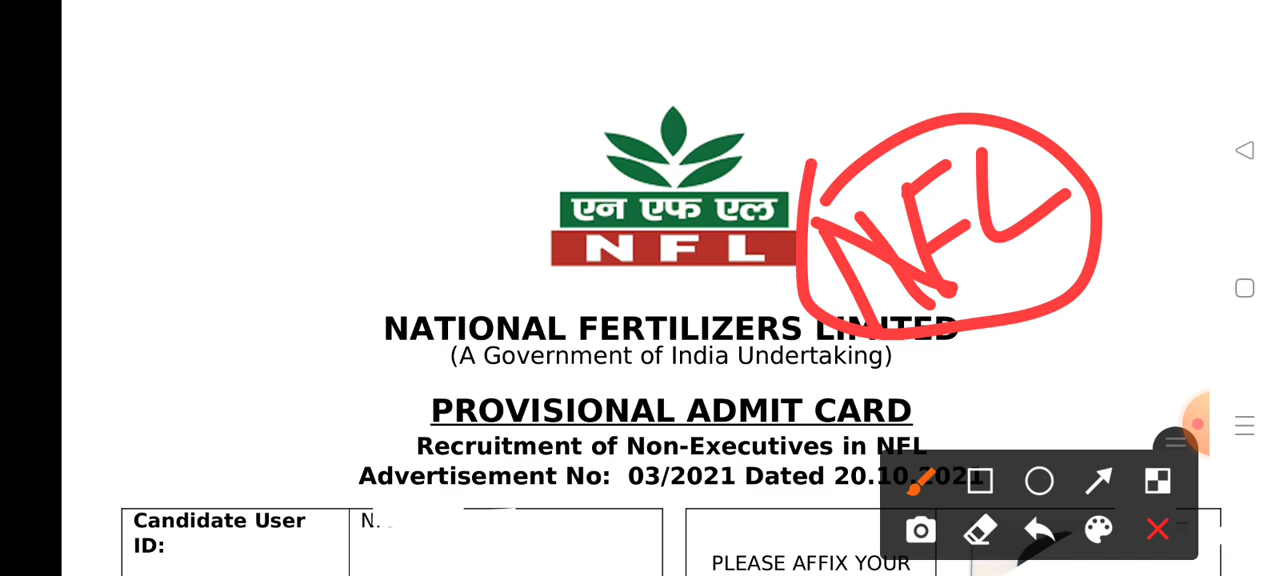 एन एफ एल
N F L
NFL
NATIONAL FERTILIZERS LIMITED
(A Government of India Undertaking)
PROVISIONAL ADMIT CARD
Recruitment of Non-Executives in NFL
Advertisement No: 03/2021 Dated 20.10.2021
Candidate User ID:
N.
PLEASE AFFIX YOUR